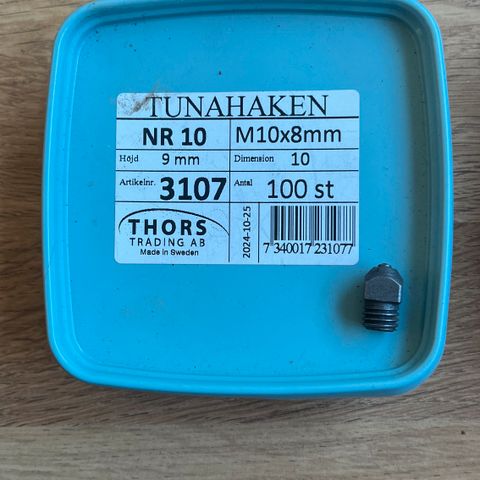 TUNAHAKEN
NR 10 M10x8mm
Höjd 9 mm Dimension 10
Artikelnr. 3107 Antal 100 st
THORS
TRADING AB
Made in Sweden
2024-10-25
7 340017 231077